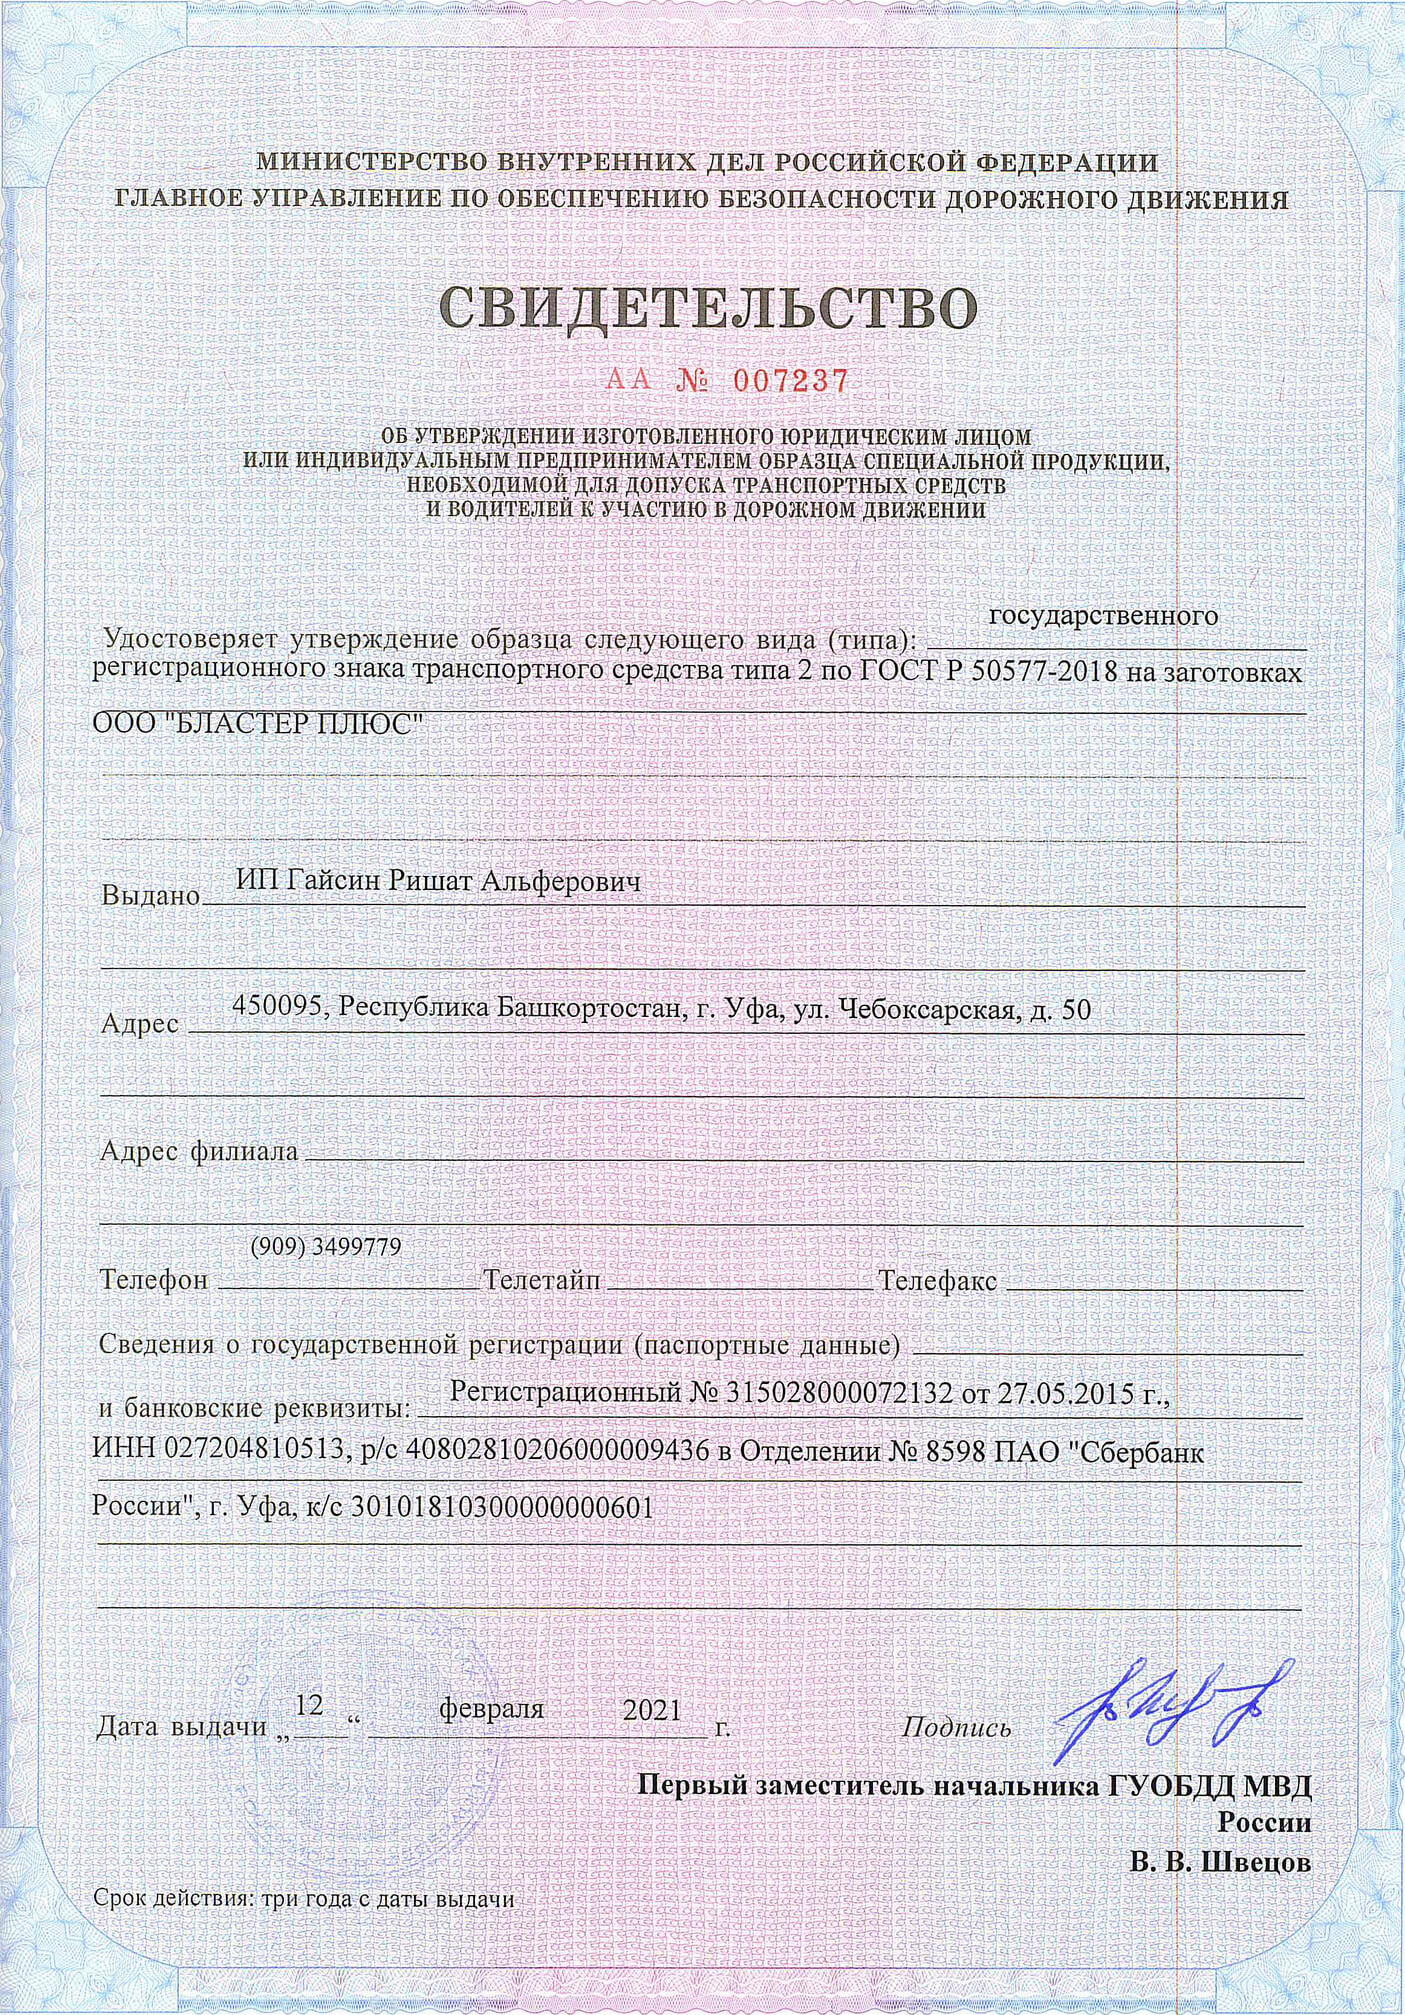 МИНИСТЕРСТВО ВНУТРЕННИХ ДЕЛ РОССИЙСКОЙ ФЕДЕРАЦИИ
ГЛАВНОЕ УПРАВЛЕНИЕ ПО ОБЕСПЕЧЕНИЮ БЕЗОПАСНОСТИ ДОРОЖНОГО ДВИЖЕНИЯ
СВИДЕТЕЛЬСТВО
АА № 007237
ОБ УТВЕРЖДЕНИИ ИЗГОТОВЛЕННОГО ЮРИДИЧЕСКИМ ЛИЦОМ
ИЛИ ИНДИВИДУАЛЬНЫМ ПРЕДПРИНИМАТЕЛЕМ ОБРАЗЦА СПЕЦИАЛЬНОЙ ПРОДУКЦИИ,
НЕОБХОДИМОЙ ДЛЯ ДОПУСКА ТРАНСПОРТНЫХ СРЕДСТВ
И ВОДИТЕЛЕЙ К УЧАСТИЮ В ДОРОЖНОМ ДВИЖЕНИИ
Удостоверяет утверждение образца следующего вида (типа): государственного
регистрационного знака транспортного средства типа 2 по ГОСТ Р 50577-2018 на заготовках
ООО "БЛАСТЕР ПЛЮС"
Выдано ИП Гайсин Ришат Альферович
Адрес 450095, Республика Башкортостан, г. Уфа, ул. Чебоксарская, д. 50
Адрес филиала
Телефон (909) 3499779 Телетайп Телефакс
Сведения о государственной регистрации (паспортные данные)
и банковские реквизиты: Регистрационный № 315028000072132 от 27.05.2015 г.,
ИНН 027204810513, р/с 40802810206000009436 в Отделении № 8598 ПАО "Сбербанк
России", г. Уфа, к/с 30101810300000000601
Дата выдачи „12“ февраля 2021 г. Подпись
Первый заместитель начальника ГУОБДД МВД
России
В. В. Швецов
Срок действия: три года с даты выдачи